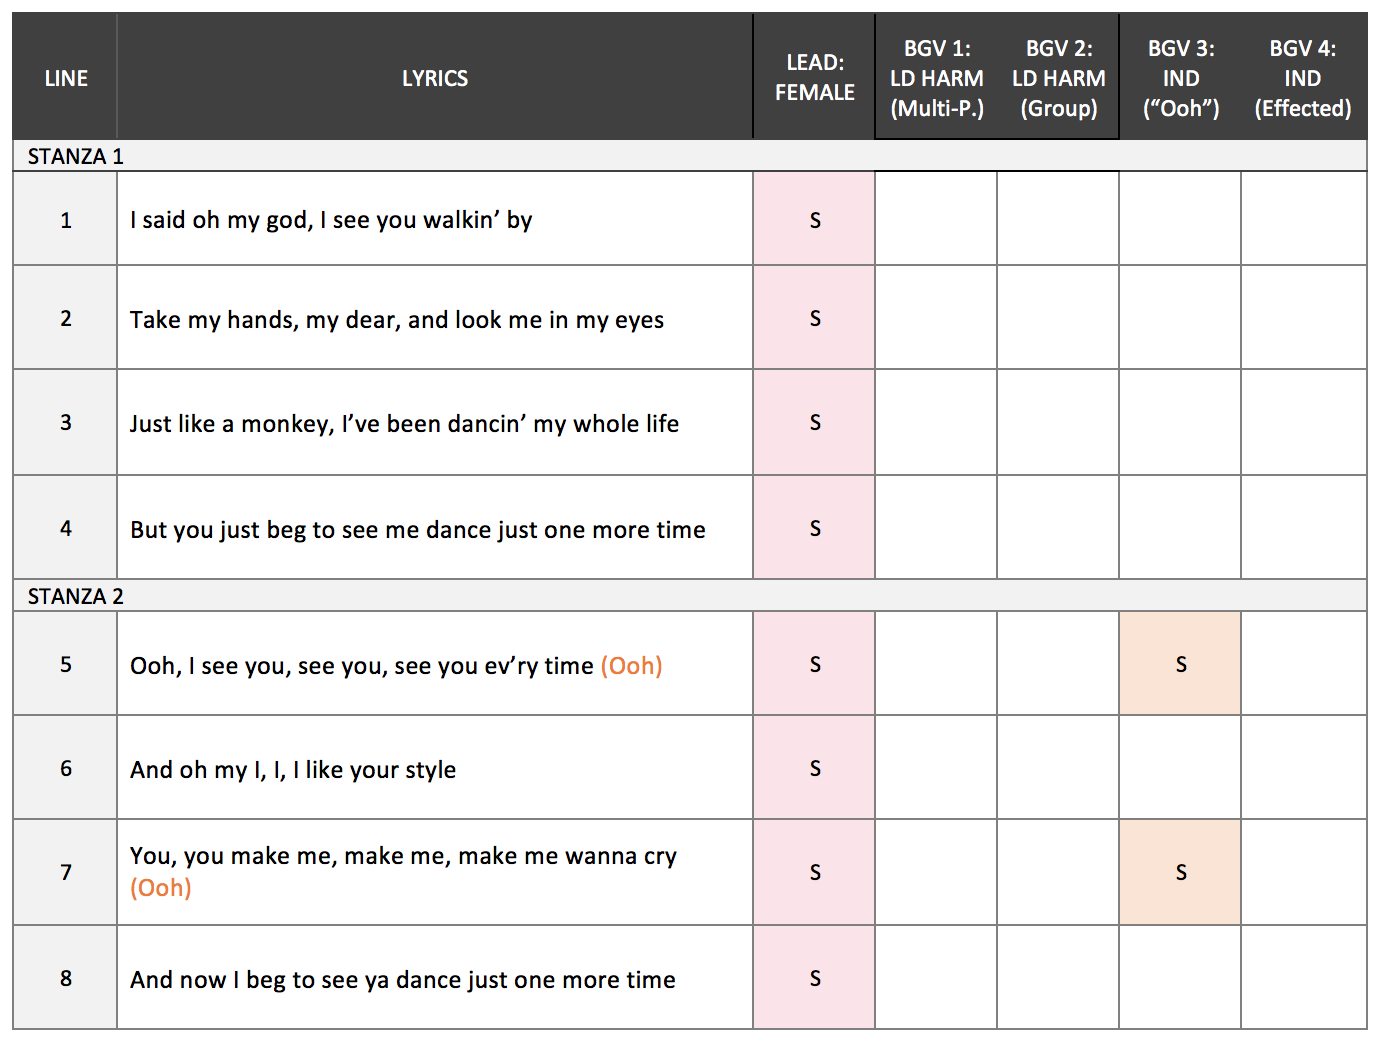 LINE LYRICS LEAD: FEMALE BGV 1: LD HARM (Multi-P.) BGV 2: LD HARM (Group) BGV 3: IND (“Ooh”) BGV 4: IND (Effected)
STANZA 1
1 I said oh my god, I see you walkin’ by S
2 Take my hands, my dear, and look me in my eyes S
3 Just like a monkey, I’ve been dancin’ my whole life S
4 But you just beg to see me dance just one more time S
STANZA 2
5 Ooh, I see you, see you, see you ev’ry time (Ooh) S S
6 And oh my I, I, I like your style S
7 You, you make me, make me, make me wanna cry
(Ooh) S S
8 And now I beg to see ya dance just one more time S